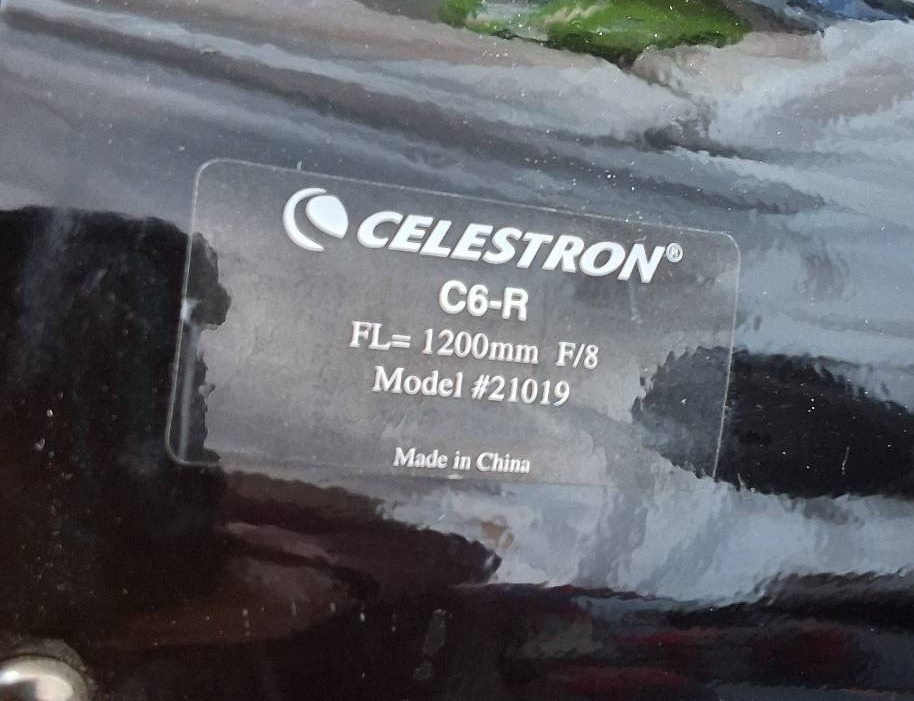 CELESTRON®
C6-R
FL= 1200mm F/8
Model #21019
Made in China